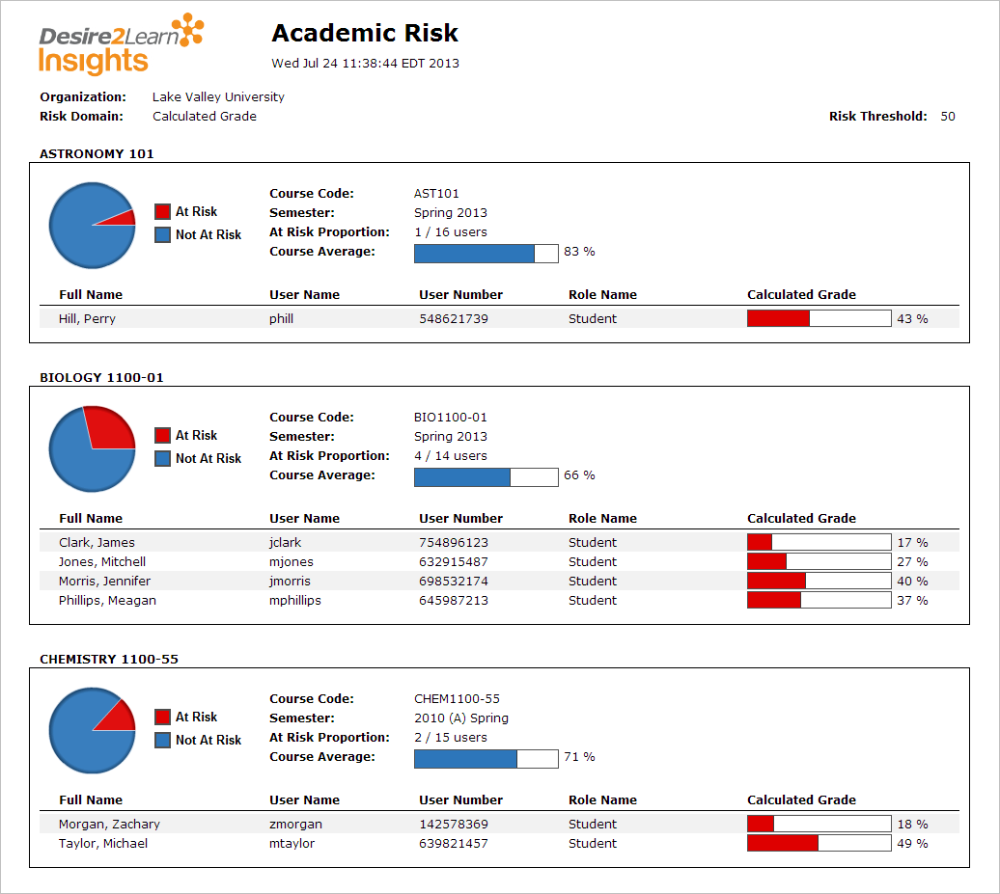 Desire2Learn
Insights
Academic Risk
Wed Jul 24 11:38:44 EDT 2013
Organization: Lake Valley University
Risk Domain: Calculated Grade Risk Threshold: 50
ASTRONOMY 101
At Risk
Not At Risk
Course Code: AST101
Semester: Spring 2013
At Risk Proportion: 1 / 16 users
Course Average: 83 %
Full Name User Name User Number Role Name Calculated Grade
Hill, Perry phill 548621739 Student 43 %
BIOLOGY 1100-01
At Risk
Not At Risk
Course Code: BIO1100-01
Semester: Spring 2013
At Risk Proportion: 4 / 14 users
Course Average: 66 %
Full Name User Name User Number Role Name Calculated Grade
Clark, James jclark 754896123 Student 17 %
Jones, Mitchell mjones 632915487 Student 27 %
Morris, Jennifer jmorris 698532174 Student 40 %
Phillips, Meagan mphillips 645987213 Student 37 %
CHEMISTRY 1100-55
At Risk
Not At Risk
Course Code: CHEM1100-55
Semester: 2010 (A) Spring
At Risk Proportion: 2 / 15 users
Course Average: 71 %
Full Name User Name User Number Role Name Calculated Grade
Morgan, Zachary zmorgan 142578369 Student 18 %
Taylor, Michael mtaylor 639821457 Student 49 %